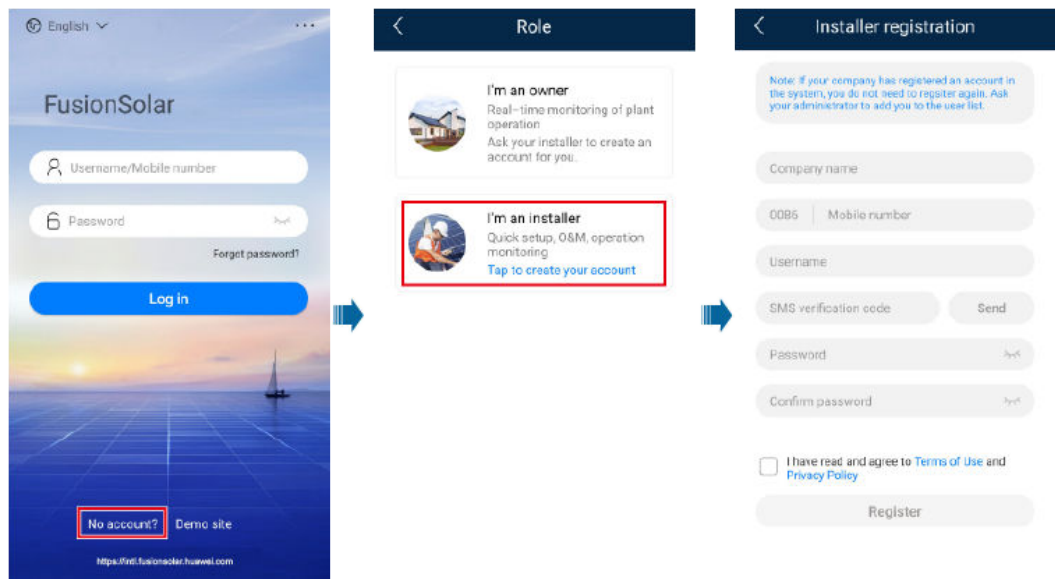 English
FusionSolar
Username/Mobile number
Password
Forgot password?
Log in
No account?
Demo site
https://intl.fusionsolar.huawei.com
Role
I'm an owner
Real-time monitoring of plant
operation
Ask your installer to create an
account for you.
I'm an installer
Quick setup, O&M, operation
monitoring
Tap to create your account
Installer registration
Note: If your company has registered an account in
the system, you do not need to regsiter again. Ask
your administrator to add you to the user list.
Company name
0086
Mobile number
Username
SMS verification code
Send
Password
Confirm password
I have read and agree to Terms of Use and
Privacy Policy
Register